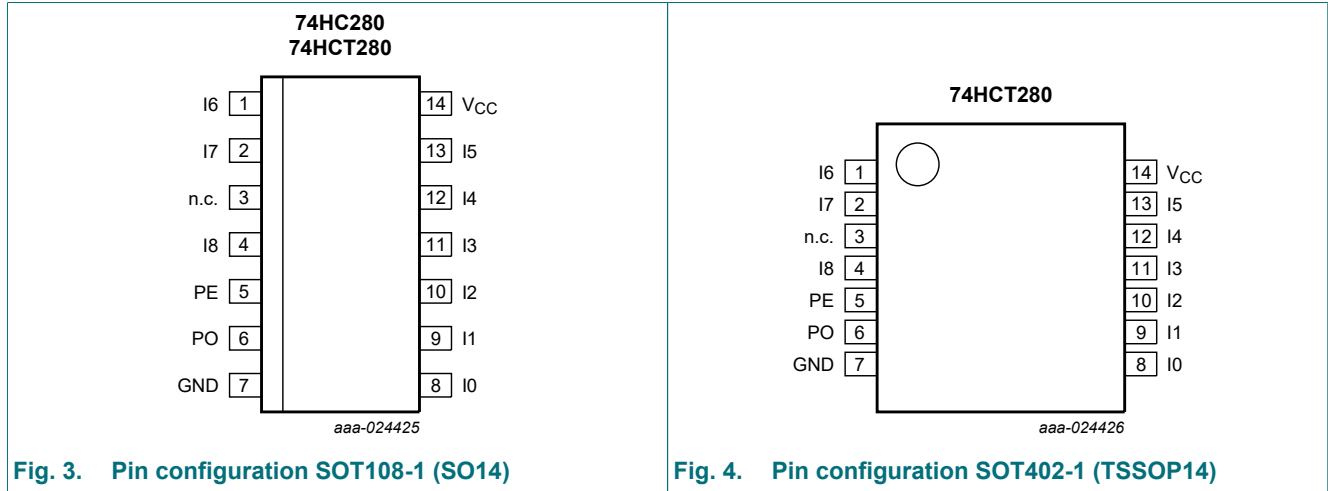 74HC280
74HCT280
I6 1 14 VCC
I7 2 13 I5
n.c. 3 12 I4
I8 4 11 I3
PE 5 10 I2
PO 6 9 I1
GND 7 8 I0
aaa-024425
Fig. 3. Pin configuration SOT108-1 (SO14)
74HCT280
I6 1 14 VCC
I7 2 13 I5
n.c. 3 12 I4
I8 4 11 I3
PE 5 10 I2
PO 6 9 I1
GND 7 8 I0
aaa-024426
Fig. 4. Pin configuration SOT402-1 (TSSOP14)